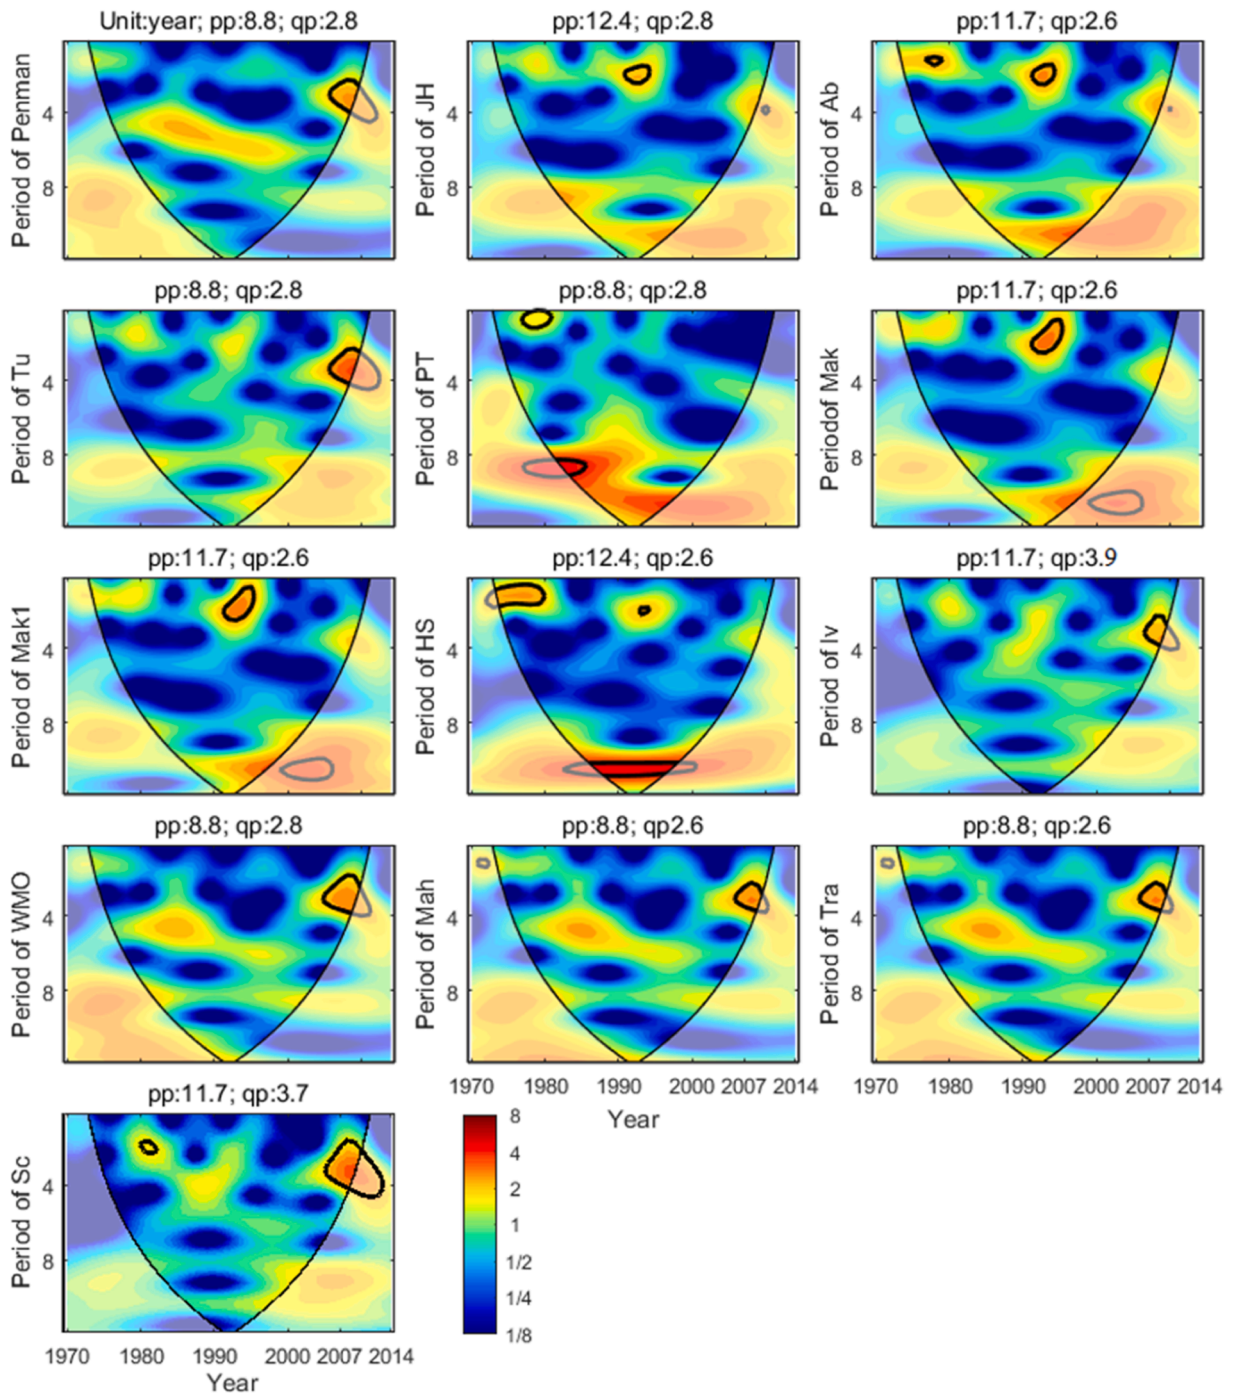 Unit:year; pp:8.8; qp:2.8
pp:12.4; qp:2.8
pp:11.7; qp:2.6
Period of Penman
4
8
Period of JH
4
8
Period of Ab
4
8
pp:8.8; qp:2.8
pp:8.8; qp:2.8
pp:11.7; qp:2.6
Period of Tu
4
8
Period of PT
4
8
Periodof Mak
4
8
pp:11.7; qp:2.6
pp:12.4; qp:2.6
pp:11.7; qp:3.9
Period of Mak1
4
8
Period of HS
4
8
Period of Iv
4
8
pp:8.8; qp:2.8
pp:8.8; qp2.6
pp:8.8; qp:2.6
Period of WMO
4
8
Period of Mah
4
8
Period of Tra
4
8
1970 1980 1990 2000 2007 2014
Year
1970 1980 1990 2000 2007 2014
pp:11.7; qp:3.7
Period of Sc
4
8
1970 1980 1990 2000 2007 2014
Year
8
4
2
1
1/2
1/4
1/8